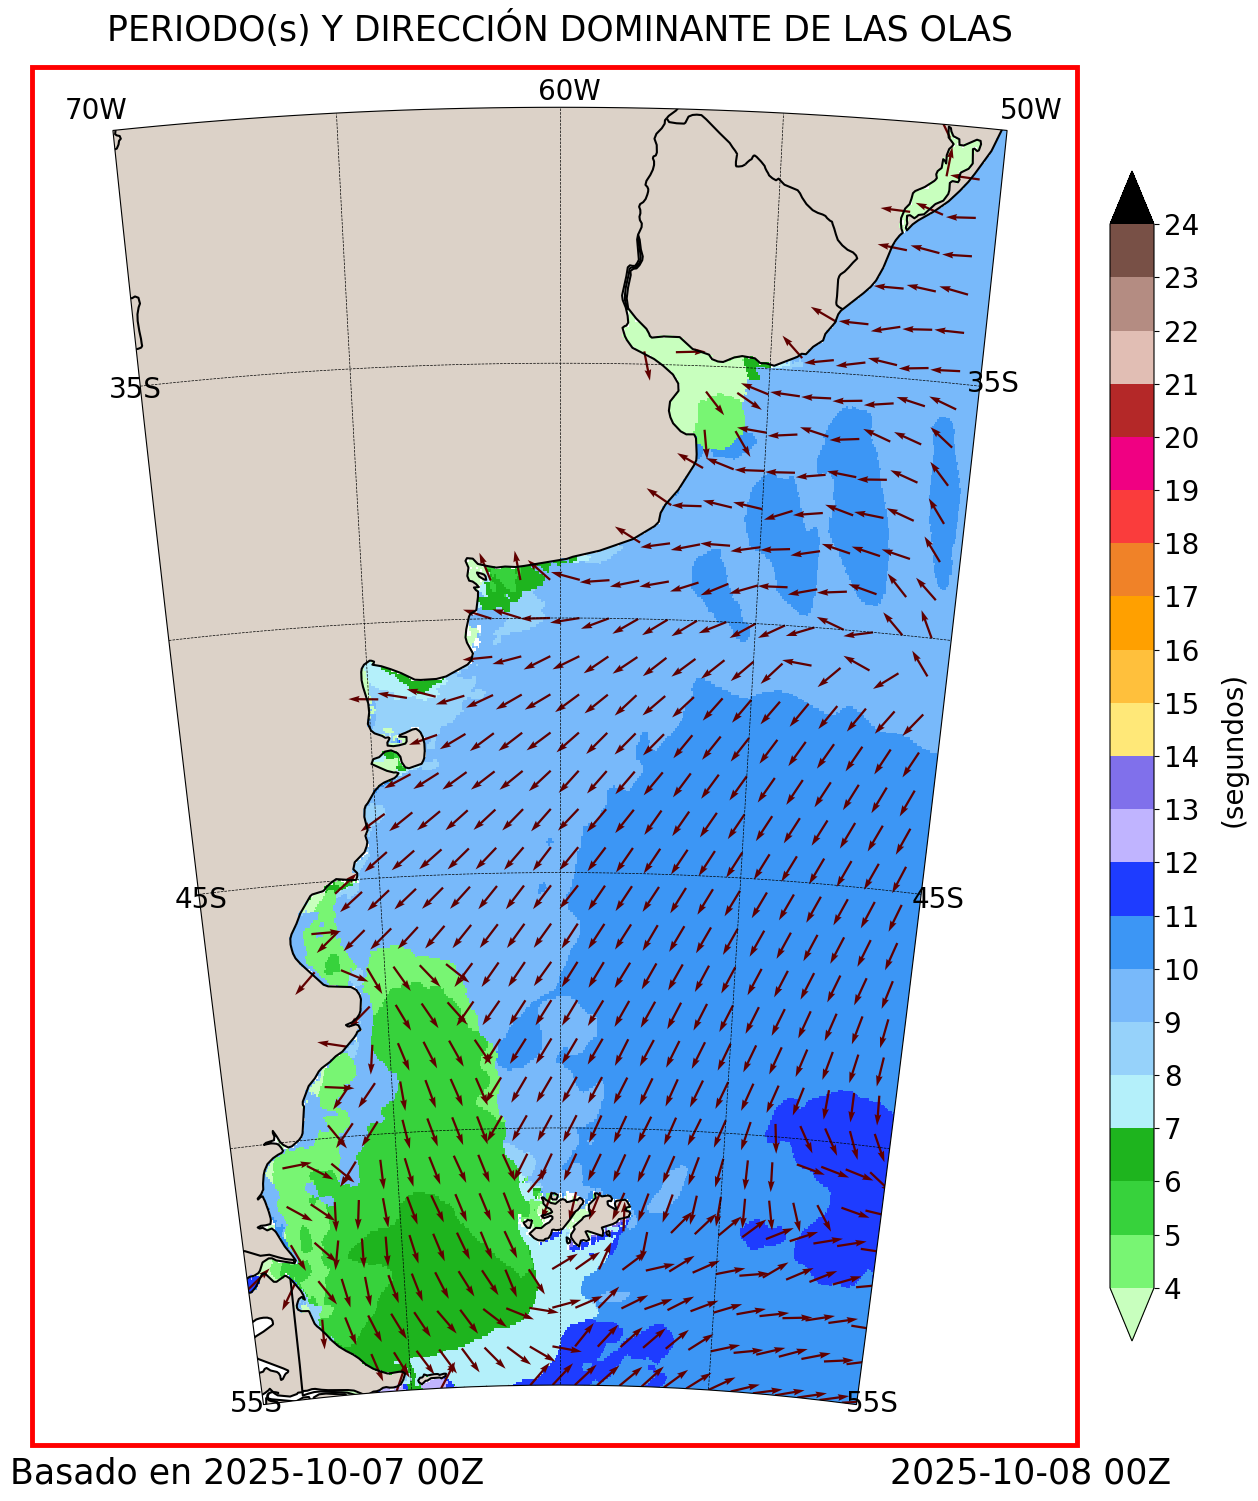 PERIODO(s) Y DIRECCIÓN DOMINANTE DE LAS OLAS
70W
60W
50W
35S
35S
45S
45S
55S
55S
24
23
22
21
20
19
18
17
16
15
14
13
12
11
10
9
8
7
6
5
4
(segundos)
Basado en 2025-10-07 00Z
2025-10-08 00Z